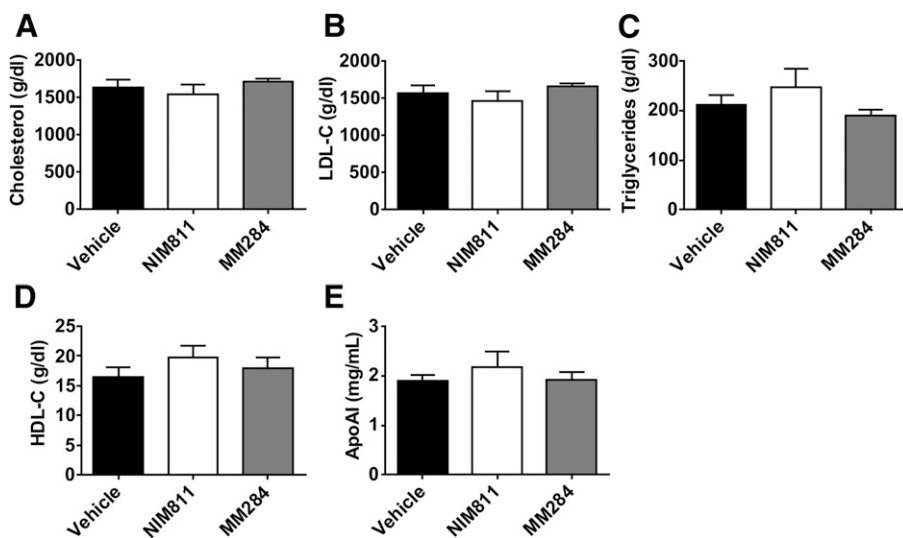 A
Cholesterol (g/dl)
2000
1500
1000
500
0
Vehicle
NIM811
MM284
B
LDL-C (g/dl)
2000
1500
1000
500
0
Vehicle
NIM811
MM284
C
Triglycerides (g/dl)
300
200
100
0
Vehicle
NIM811
MM284
D
HDL-C (g/dl)
25
20
15
10
5
0
Vehicle
NIM811
MM284
E
ApoAI (mg/mL)
3
2
1
0
Vehicle
NIM811
MM284